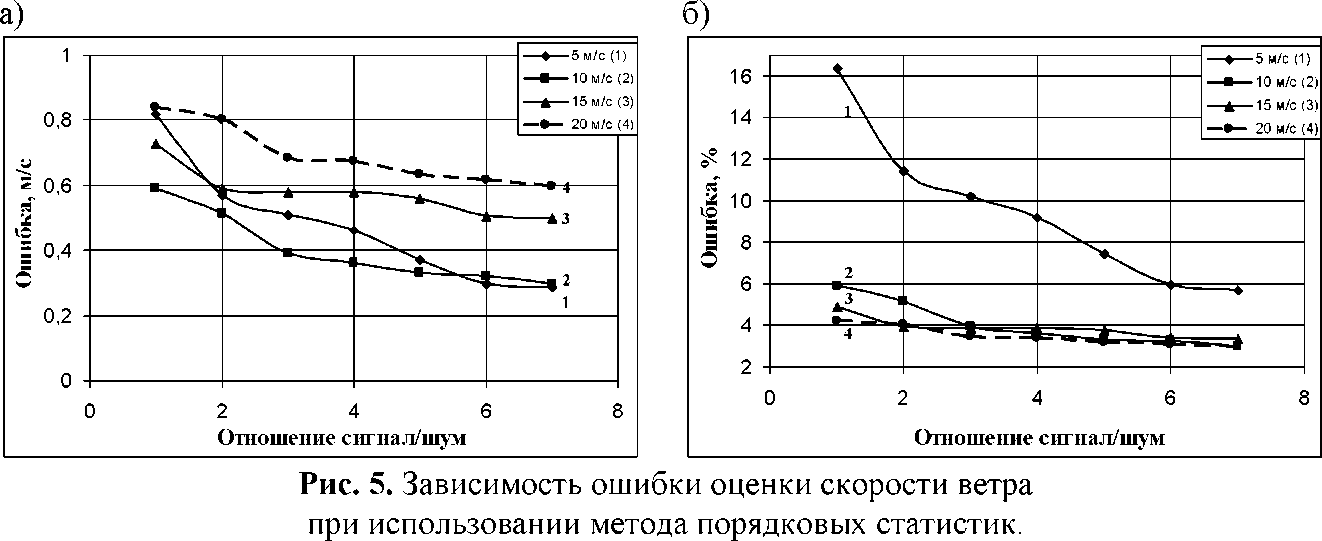 а)
1
0,8
0,6
0,4
0,2
0
0 2 4 6 8
Ошибка, м/с
Отношение сигнал/шум
5 м/с (1)
10 м/с (2)
15 м/с (3)
20 м/с (4)
4
3
2
1
б)
16
14
12
10
8
6
4
2
0 2 4 6 8
Ошибка, %
Отношение сигнал/шум
5 м/с (1)
10 м/с (2)
15 м/с (3)
20 м/с (4)
1
2
3
4
Рис. 5. Зависимость ошибки оценки скорости ветра
при использовании метода порядковых статистик.